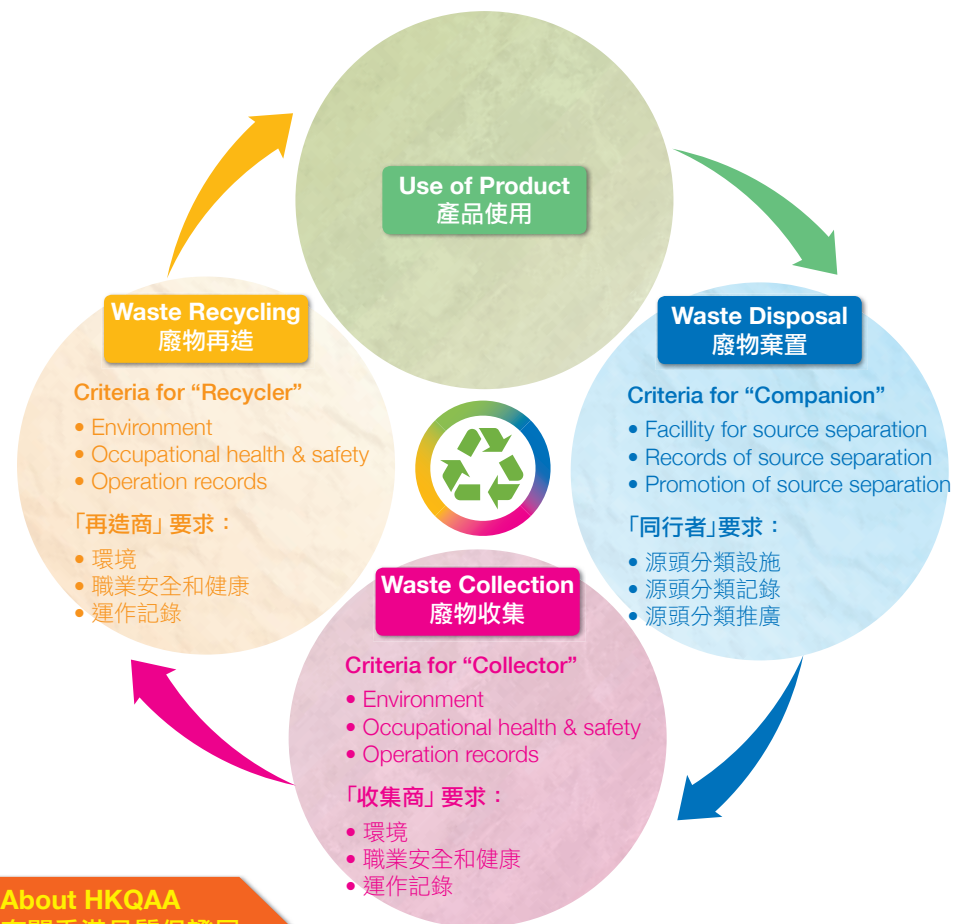 Use of Product
產品使用
Waste Disposal
廢物棄置
Criteria for “Companion”
• Facillity for source separation
• Records of source separation
• Promotion of source separation
「同行者」要求：
• 源頭分類設施
• 源頭分類記錄
• 源頭分類推廣
Waste Collection
廢物收集
Criteria for “Collector”
• Environment
• Occupational health & safety
• Operation records
「收集商」要求：
• 環境
• 職業安全和健康
• 運作記錄
Waste Recycling
廢物再造
Criteria for “Recycler”
• Environment
• Occupational health & safety
• Operation records
「再造商」要求：
• 環境
• 職業安全和健康
• 運作記錄
About HKQAA